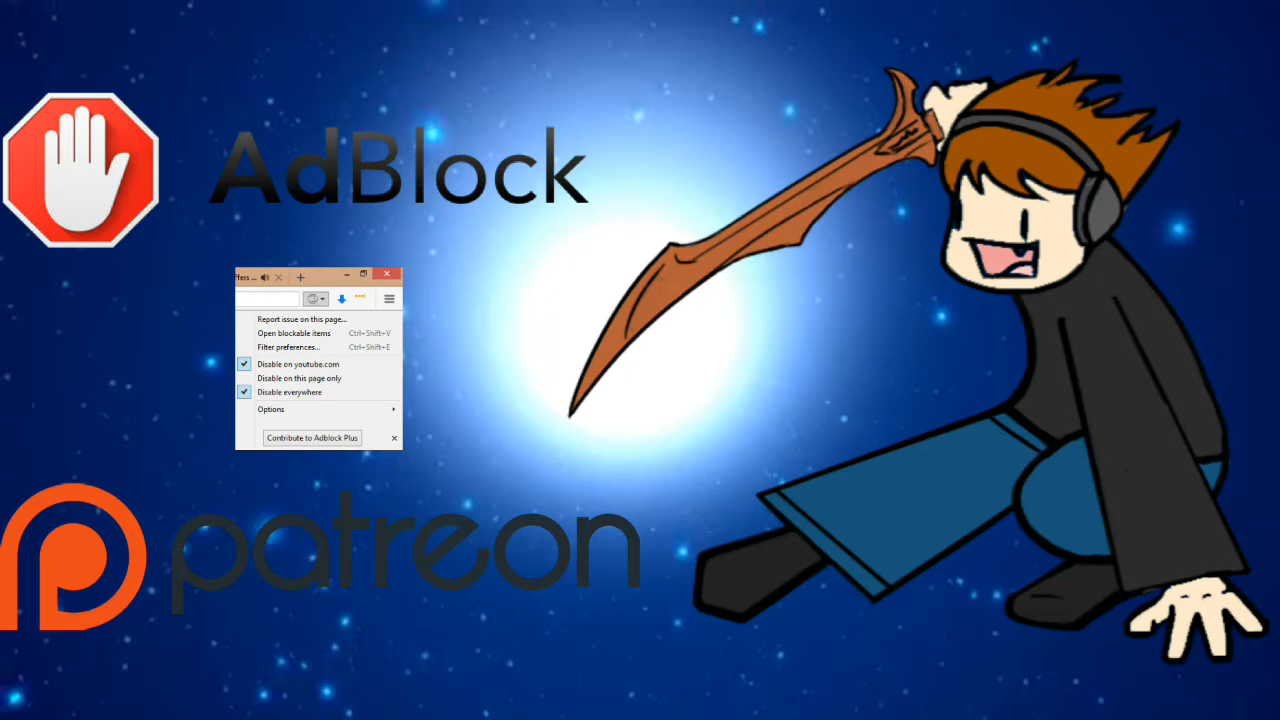 AdBlock
ffers ...
Report issue on this page...
Open blockable items Ctrl+Shift+V
Filter preferences... Ctrl+Shift+E
Disable on youtube.com
Disable on this page only
Disable everywhere
Options
Contribute to Adblock Plus
patreon